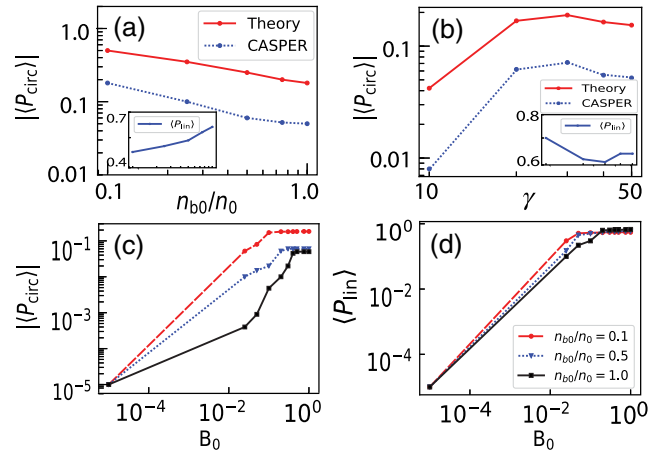 (a)
Theory
CASPER
|⟨P_circ⟩|
1.0
0.1
0.01
0.7
0.4
⟨P_lin⟩
0.1
1.0
n_b0/n_0
(b)
|⟨P_circ⟩|
0.1
0.01
Theory
CASPER
0.8
0.6
⟨P_lin⟩
10
50
γ
(c)
|⟨P_circ⟩|
10^−1
10^−3
10^−5
10^−4
10^−2
10^0
B_0
(d)
⟨P_lin⟩
10^0
10^−2
10^−4
n_b0/n_0 = 0.1
n_b0/n_0 = 0.5
n_b0/n_0 = 1.0
10^−4
10^−2
10^0
B_0